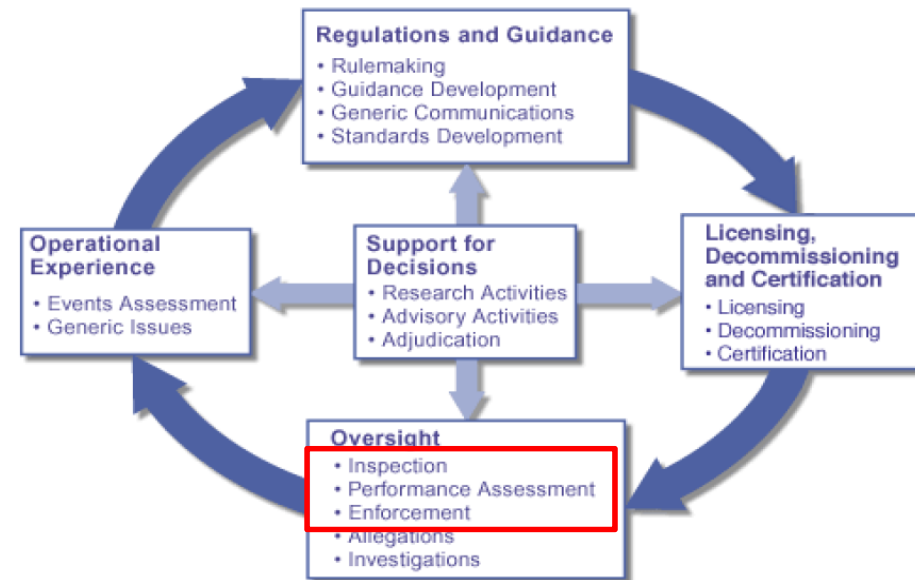 Regulations and Guidance
• Rulemaking
• Guidance Development
• Generic Communications
• Standards Development
Operational
Experience
• Events Assessment
• Generic Issues
Support for
Decisions
• Research Activities
• Advisory Activities
• Adjudication
Licensing,
Decommissioning
and Certification
• Licensing
• Decommissioning
• Certification
Oversight
• Inspection
• Performance Assessment
• Enforcement
• Allegations
• Investigations